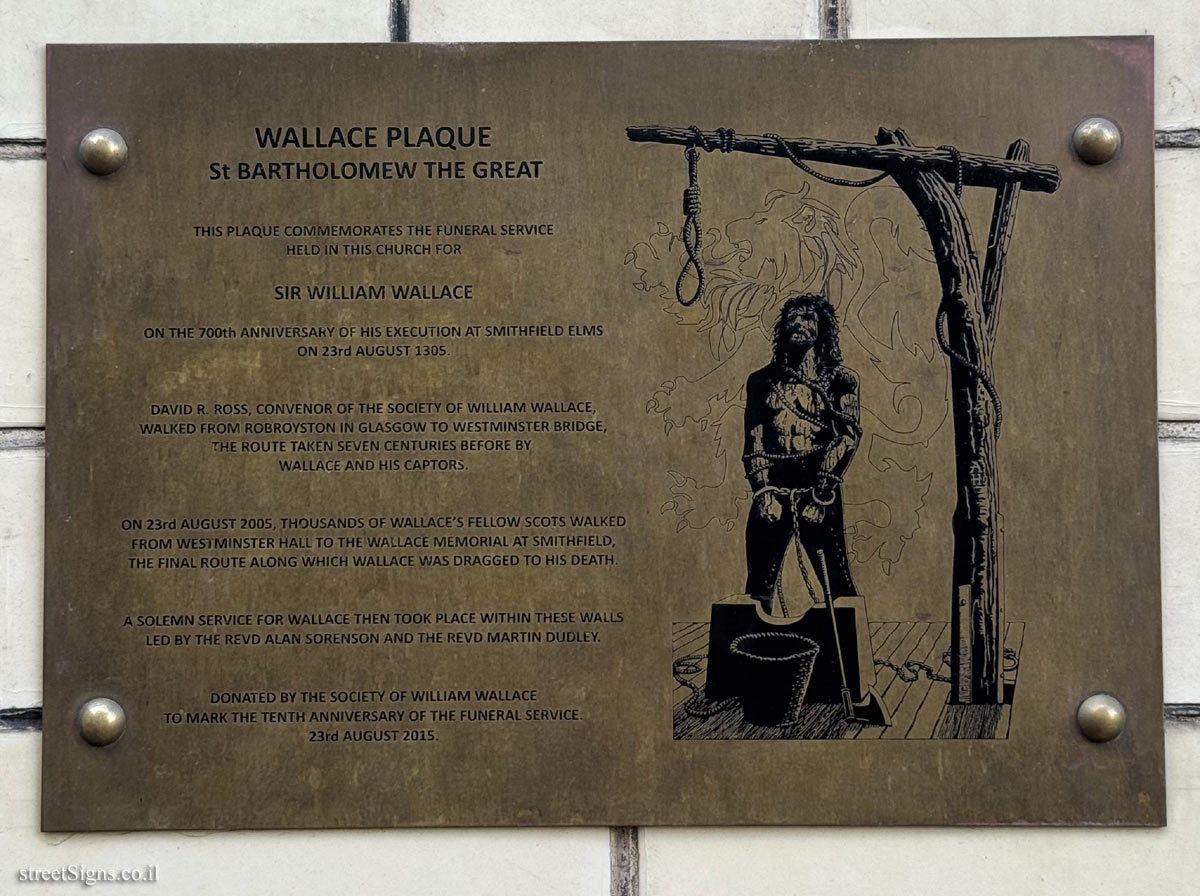 WALLACE PLAQUE
St BARTHOLOMEW THE GREAT
THIS PLAQUE COMMEMORATES THE FUNERAL SERVICE
HELD IN THIS CHURCH FOR
SIR WILLIAM WALLACE
ON THE 700th ANNIVERSARY OF HIS EXECUTION AT SMITHFIELD ELMS
ON 23rd AUGUST 1305.
DAVID R. ROSS, CONVENOR OF THE SOCIETY OF WILLIAM WALLACE,
WALKED FROM ROBROYSTON IN GLASGOW TO WESTMINSTER BRIDGE,
THE ROUTE TAKEN SEVEN CENTURIES BEFORE BY
WALLACE AND HIS CAPTORS.
ON 23rd AUGUST 2005, THOUSANDS OF WALLACE'S FELLOW SCOTS WALKED
FROM WESTMINSTER HALL TO THE WALLACE MEMORIAL AT SMITHFIELD,
THE FINAL ROUTE ALONG WHICH WALLACE WAS DRAGGED TO HIS DEATH.
A SOLEMN SERVICE FOR WALLACE THEN TOOK PLACE WITHIN THESE WALLS
LED BY THE REVD ALAN SORENSON AND THE REVD MARTIN DUDLEY.
DONATED BY THE SOCIETY OF WILLIAM WALLACE
TO MARK THE TENTH ANNIVERSARY OF THE FUNERAL SERVICE.
23rd AUGUST 2015.
streetSigns.co.il